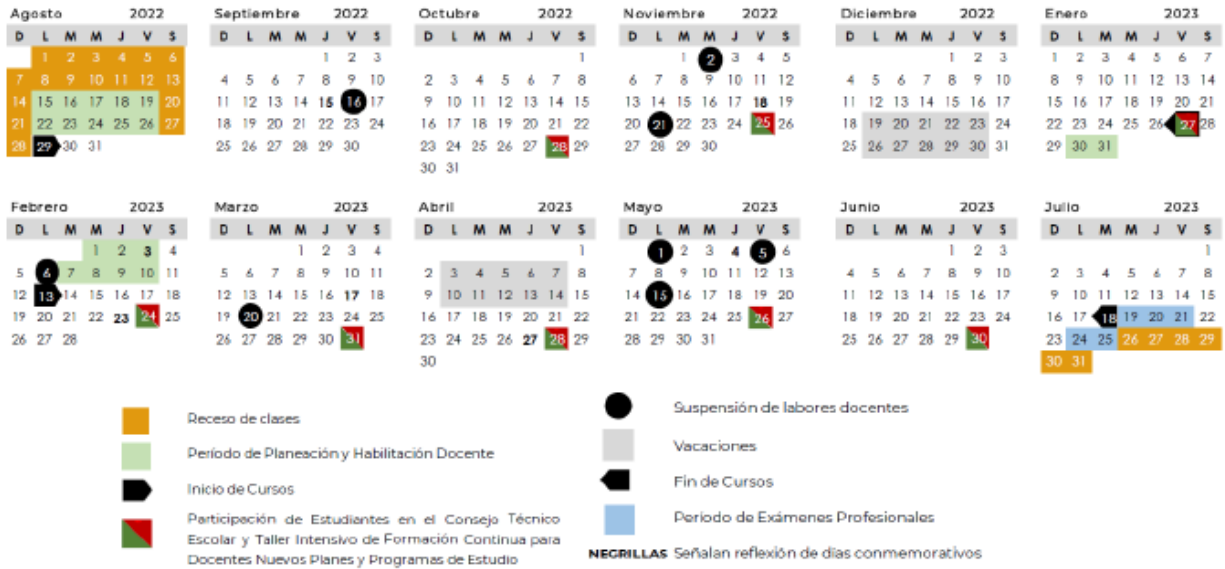 Agosto 2022 Septiembre 2022 Octubre 2022 Noviembre 2022 Diciembre 2022 Enero 2023
D L M M J V S D L M M J V S D L M M J V S D L M M J V S D L M M J V S D L M M J V S
1 2 3 4 5 6 1 2 3 1 1 2 3 4 5 1 2 3 1 2 3 4 5 6 7
7 8 9 10 11 12 13 4 5 6 7 8 9 10 2 3 4 5 6 7 8 6 7 8 9 10 11 12 4 5 6 7 8 9 10 8 9 10 11 12 13 14
14 15 16 17 18 19 20 11 12 13 14 15 16 17 9 10 11 12 13 14 15 13 14 15 16 17 18 19 11 12 13 14 15 16 17 15 16 17 18 19 20 21
21 22 23 24 25 26 27 18 19 20 21 22 23 24 16 17 18 19 20 21 22 20 21 22 23 24 25 26 18 19 20 21 22 23 24 22 23 24 25 26 27 28
28 29 30 31 25 26 27 28 29 30 23 24 25 26 27 28 29 27 28 29 30 25 26 27 28 29 30 31 29 30 31
30 31
Febrero 2023 Marzo 2023 Abril 2023 Mayo 2023 Junio 2023 Julio 2023
D L M M J V S D L M M J V S D L M M J V S D L M M J V S D L M M J V S D L M M J V S
1 2 3 4 1 2 3 4 1 1 2 3 4 5 6 1 2 3 1
5 6 7 8 9 10 11 5 6 7 8 9 10 11 2 3 4 5 6 7 8 7 8 9 10 11 12 13 4 5 6 7 8 9 10 2 3 4 5 6 7 8
12 13 14 15 16 17 18 12 13 14 15 16 17 18 9 10 11 12 13 14 15 14 15 16 17 18 19 20 11 12 13 14 15 16 17 9 10 11 12 13 14 15
19 20 21 22 23 24 25 19 20 21 22 23 24 25 16 17 18 19 20 21 22 21 22 23 24 25 26 27 18 19 20 21 22 23 24 16 17 18 19 20 21 22
26 27 28 26 27 28 29 30 31 23 24 25 26 27 28 29 28 29 30 31 25 26 27 28 29 30 23 24 25 26 27 28 29
30 30 31
Receso de clases
Período de Planeación y Habilitación Docente
Inicio de Cursos
Participación de Estudiantes en el Consejo Técnico
Escolar y Taller Intensivo de Formación Continua para
Docentes Nuevos Planes y Programas de Estudio
Suspensión de labores docentes
Vacaciones
Fin de Cursos
Período de Exámenes Profesionales
NEGRILLAS Señalan reflexión de días conmemorativos